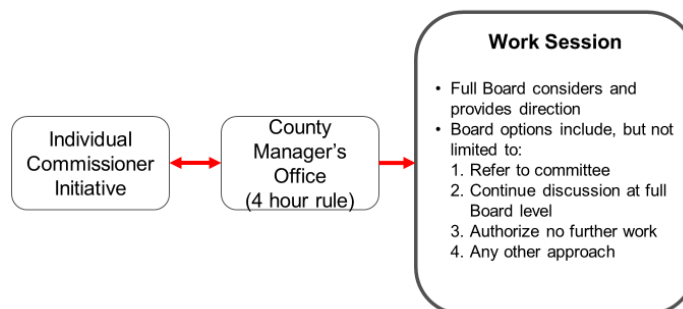 Individual
Commissioner
Initiative
County
Manager's
Office
(4 hour rule)
Work Session
• Full Board considers and
provides direction
• Board options include, but not
limited to:
1. Refer to committee
2. Continue discussion at full
Board level
3. Authorize no further work
4. Any other approach